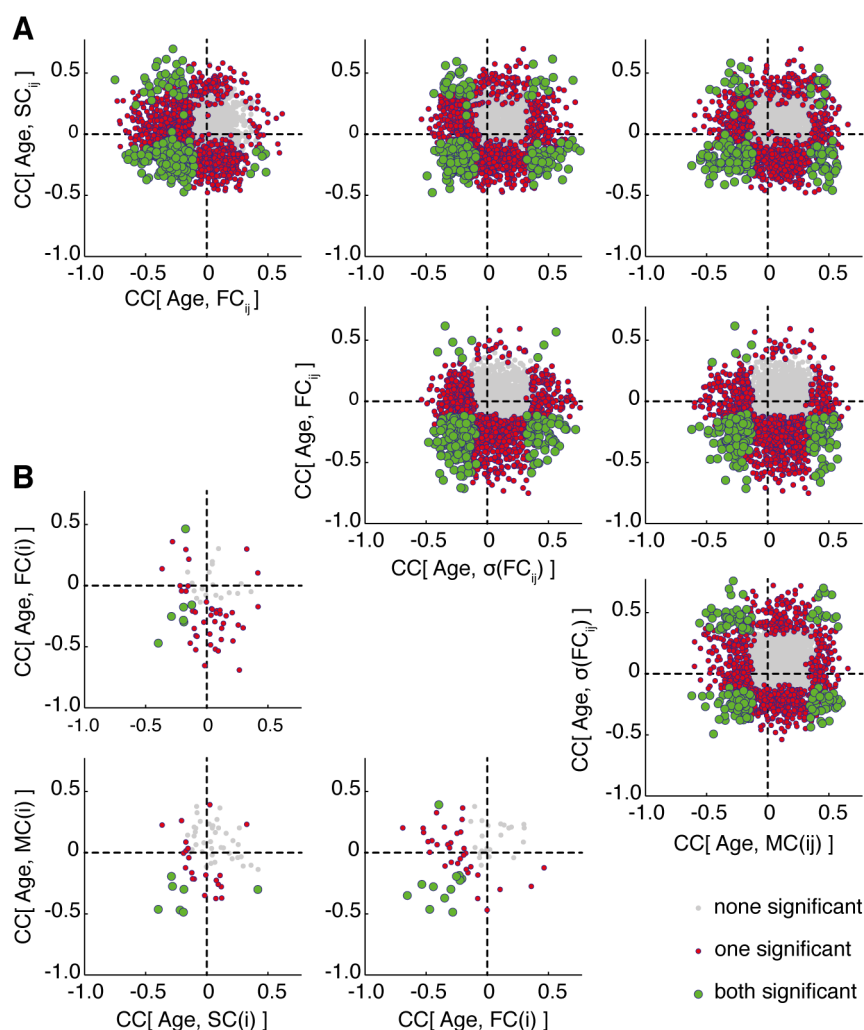 A
0.5
0
-0.5
-1.0
CC[ Age, SC_ij ]
-1.0 -0.5 0 0.5
CC[ Age, FC_ij ]
0.5
0
-0.5
-1.0
-1.0 -0.5 0 0.5
0.5
0
-0.5
-1.0
-1.0 -0.5 0 0.5
0.5
0
-0.5
-1.0
CC[ Age, FC_ij ]
-1.0 -0.5 0 0.5
CC[ Age, σ(FC_ij) ]
0.5
0
-0.5
-1.0
-1.0 -0.5 0 0.5
B
0.5
0
-0.5
-1.0
CC[ Age, FC(i) ]
-1.0 -0.5 0 0.5
0.5
0
-0.5
-1.0
CC[ Age, σ(FC_ij) ]
-1.0 -0.5 0 0.5
CC[ Age, MC(ij) ]
0.5
0
-0.5
-1.0
CC[ Age, MC(i) ]
-1.0 -0.5 0 0.5
CC[ Age, SC(i) ]
0.5
0
-0.5
-1.0
-1.0 -0.5 0 0.5
CC[ Age, FC(i) ]
none significant
one significant
both significant